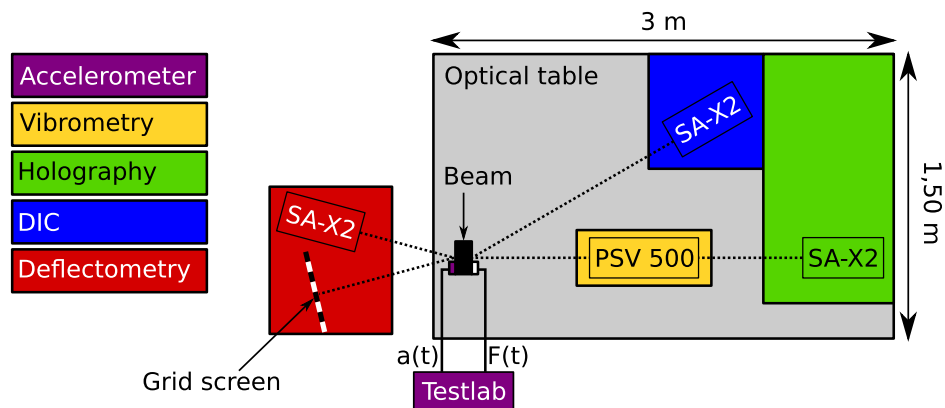 3 m
Accelerometer
Vibrometry
Holography
DIC
Deflectometry
Optical table
SA-X2
Beam
1,50 m
SA-X2
PSV 500
SA-X2
a(t)
F(t)
Grid screen
Testlab